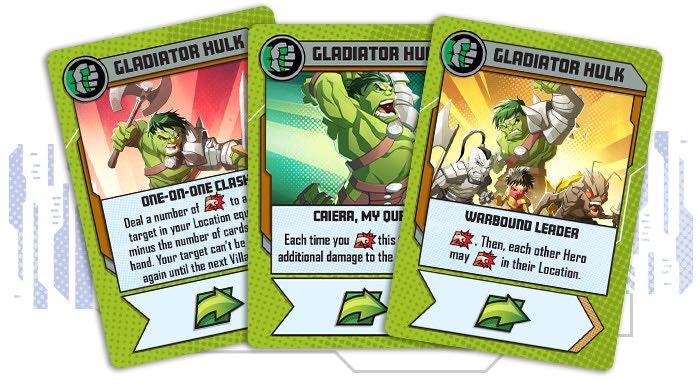 GLADIATOR HULK
ONE-ON-ONE CLASH
Deal a number of to a
target in your Location equ
minus the number of cards
hand. Your target can't be
again until the next Villa
GLADIATOR HU
CAIERA, MY QUE
Each time you this
additional damage to the
GLADIATOR HULK
WARBOUND LEADER
. Then, each other Hero
may in their Location.